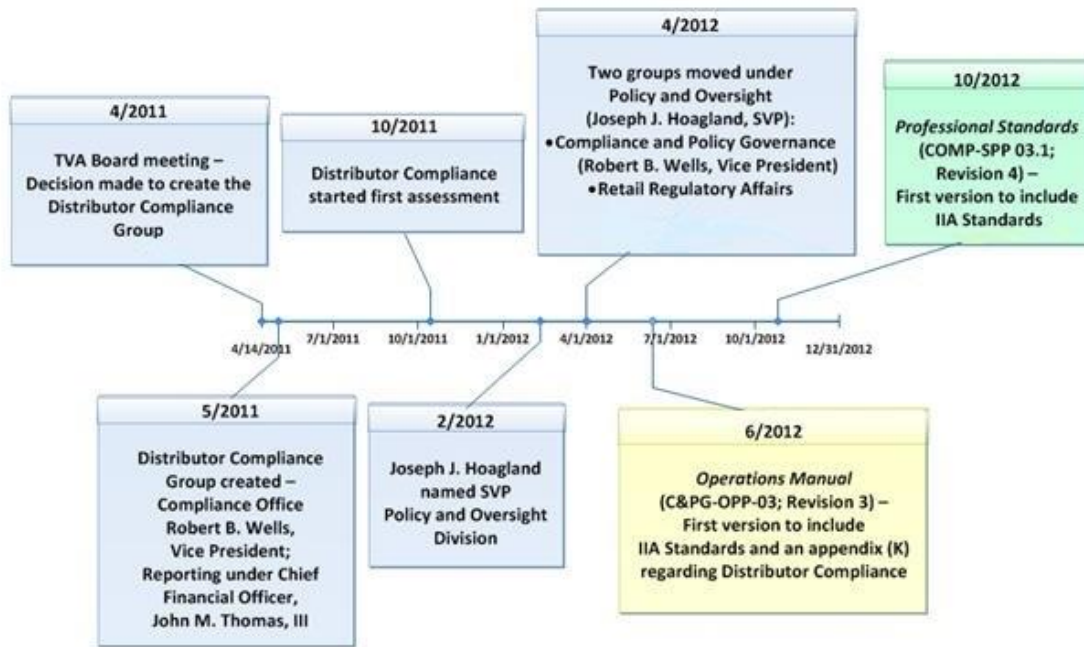 4/2011
TVA Board meeting –
Decision made to create the
Distributor Compliance
Group
10/2011
Distributor Compliance
started first assessment
4/2012
Two groups moved under
Policy and Oversight
(Joseph J. Hoagland, SVP):
•Compliance and Policy Governance
(Robert B. Wells, Vice President)
•Retail Regulatory Affairs
10/2012
Professional Standards
(COMP-SPP 03.1;
Revision 4) –
First version to include
IIA Standards
4/14/2011
7/1/2011
10/1/2011
1/1/2012
4/1/2012
7/1/2012
10/1/2012
12/31/2012
5/2011
Distributor Compliance
Group created –
Compliance Office
Robert B. Wells,
Vice President;
Reporting under Chief
Financial Officer,
John M. Thomas, III
2/2012
Joseph J. Hoagland
named SVP
Policy and Oversight
Division
6/2012
Operations Manual
(C&PG-OPP-03; Revision 3) –
First version to include
IIA Standards and an appendix (K)
regarding Distributor Compliance